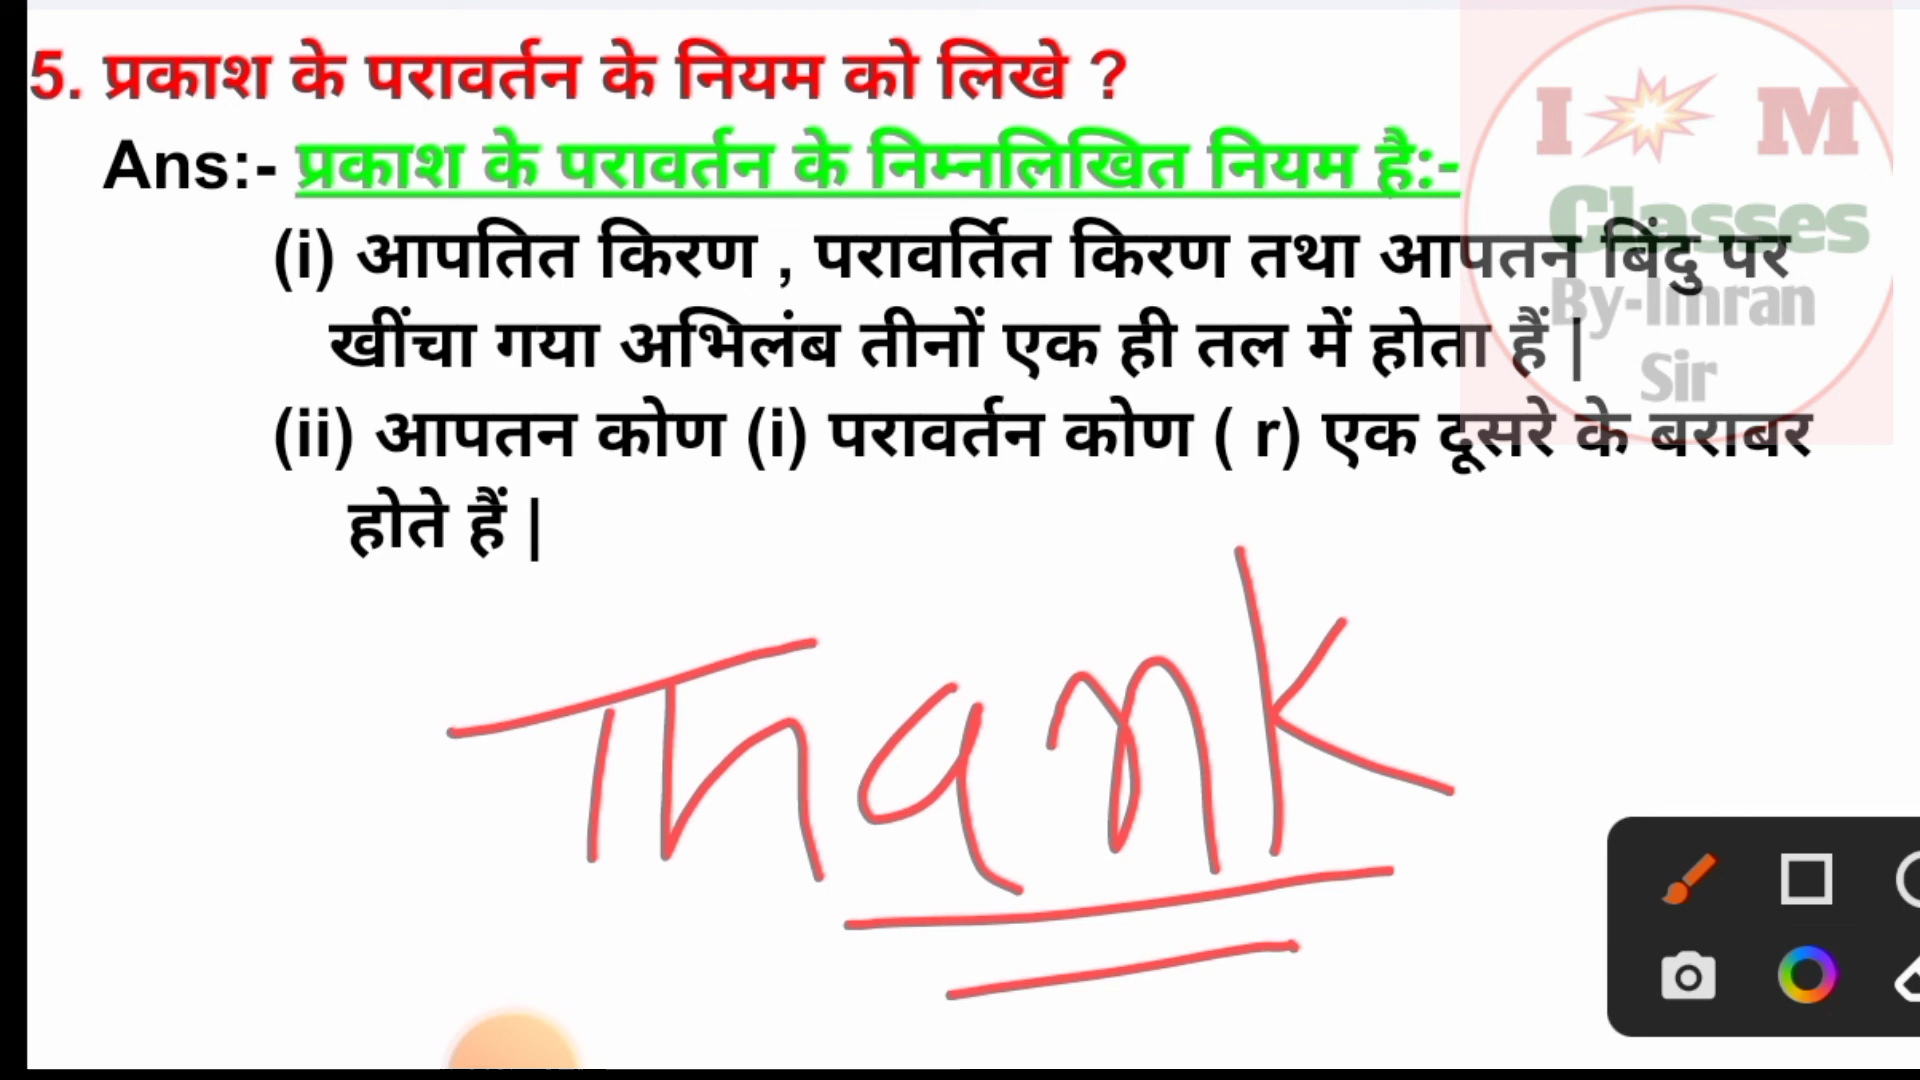 5. प्रकाश के परावर्तन के नियम को लिखे ?
Ans:- प्रकाश के परावर्तन के निम्नलिखित नियम है:-
(i) आपतित किरण , परावर्तित किरण तथा आपतन बिंदु पर
खींचा गया अभिलंब तीनों एक ही तल में होता हैं |
(ii) आपतन कोण (i) परावर्तन कोण ( r) एक दूसरे के बराबर
होते हैं |
Thank
I M
Classes
By-Imran
Sir